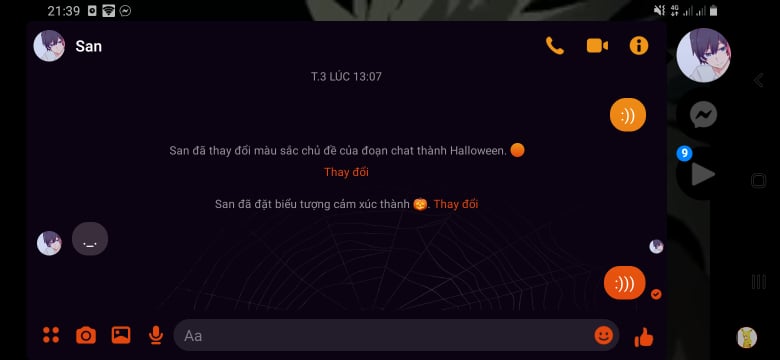 21:39
4G
San
T.3 LÚC 13:07
:))
San đã thay đổi màu sắc chủ đề của đoạn chat thành Halloween.
Thay đổi
9
San đã đặt biểu tượng cảm xúc thành 🎃. Thay đổi
._.
:)))
Aa